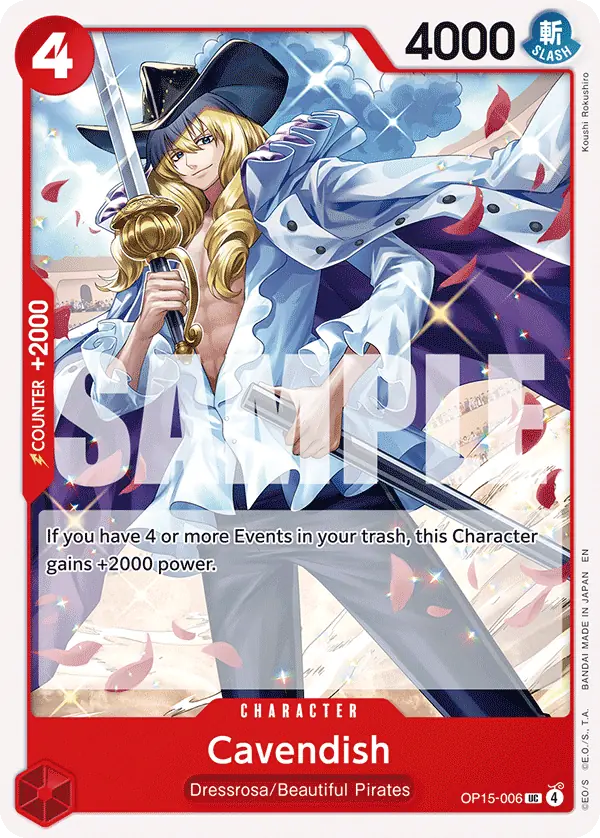 4
4000
斬
SLASH
Koushi Rokushiro
COUNTER +2000
SAMPLE
If you have 4 or more Events in your trash, this Character
gains +2000 power.
CHARACTER
Cavendish
Dressrosa/Beautiful Pirates
OP15-006 UC 4
©EO/S ©E.O./S., T.A. BANDAI MADE IN JAPAN EN